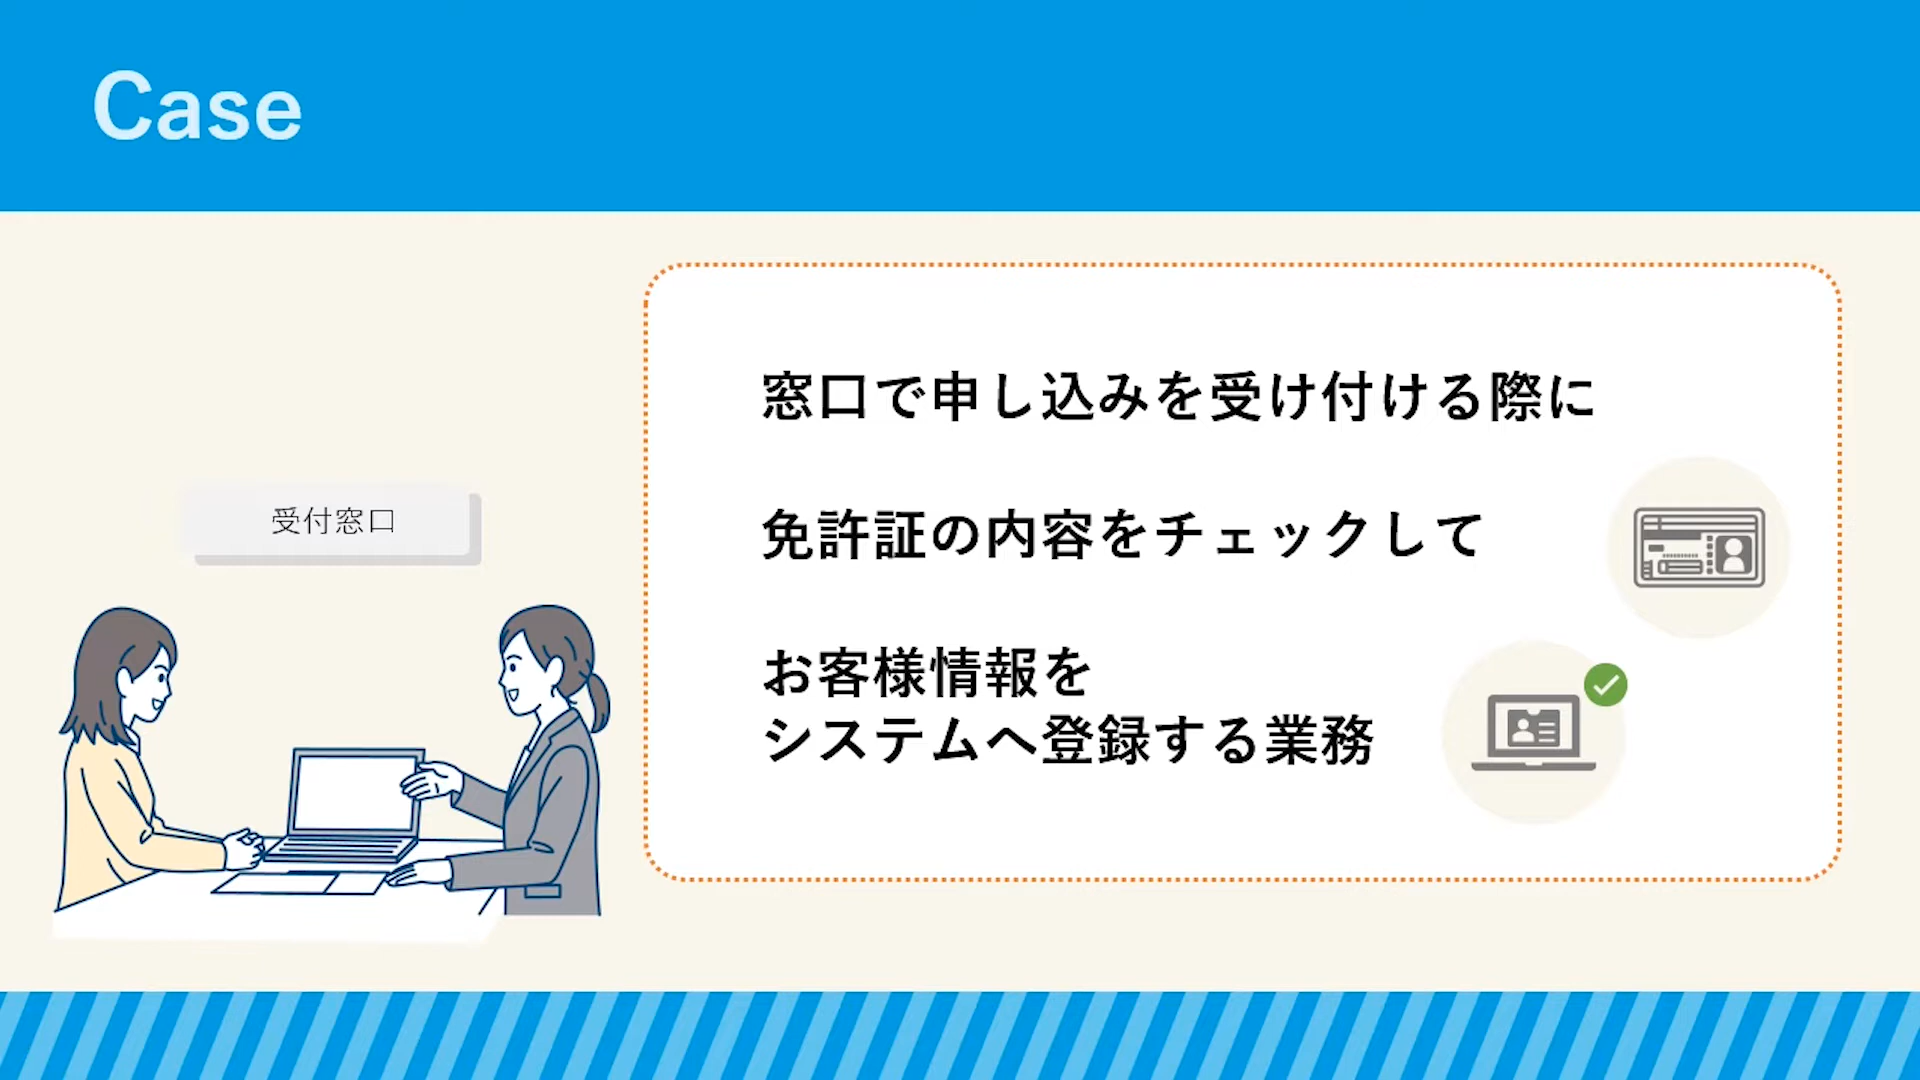 Case
受付窓口
窓口で申し込みを受け付ける際に
免許証の内容をチェックして
お客様情報を
システムへ登録する業務